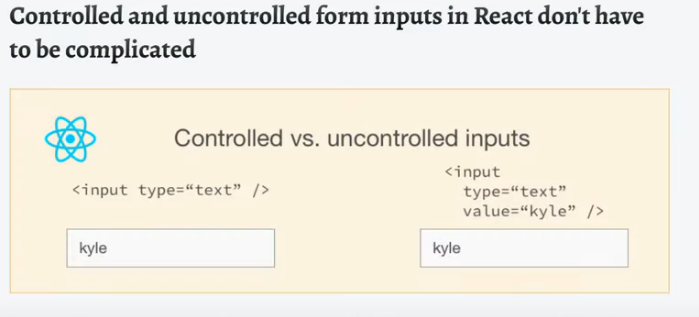 Controlled and uncontrolled form inputs in React don't have
to be complicated
Controlled vs. uncontrolled inputs
<input type=“text” />
kyle
<input
type=“text”
value=“kyle” />
kyle